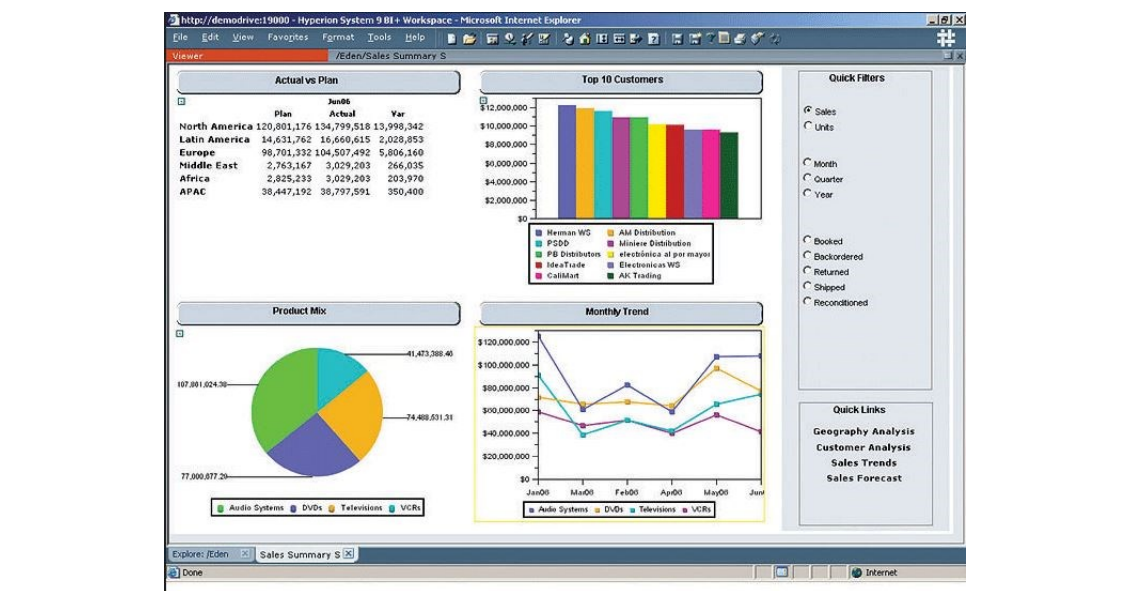 http://demodrive:19000 - Hyperion System 9 BI+ Workspace - Microsoft Internet Explorer
File Edit View Favorites Format Tools Help
Viewer /Eden/Sales Summary S
Actual vs Plan
Jun06
Plan Actual Var
North America 120,801,176 134,799,518 13,998,342
Latin America 14,631,762 16,660,615 2,028,853
Europe 98,701,332 104,507,492 5,806,160
Middle East 2,763,167 3,029,203 266,035
Africa 2,825,233 3,029,203 203,970
APAC 38,447,192 38,797,591 350,400
Top 10 Customers
$12,000,000
$10,000,000
$8,000,000
$6,000,000
$4,000,000
$2,000,000
$0
Herman WS AM Distribution
PSDD Miniere Distribution
PB Distributors electrónica al por mayor
IdeaTrade Electronicas WS
CaliMart AK Trading
Quick Filters
Sales
Units
Month
Quarter
Year
Booked
Backordered
Returned
Shipped
Reconditioned
Product Mix
41,473,388.46
107,801,024.38
74,488,531.31
77,000,877.20
Audio Systems DVDs Televisions VCRs
Monthly Trend
$120,000,000
$100,000,000
$80,000,000
$60,000,000
$40,000,000
$20,000,000
$0
Jan06 Mar06 Feb06 Apr06 May06 Jun
Audio Systems DVDs Televisions VCRs
Quick Links
Geography Analysis
Customer Analysis
Sales Trends
Sales Forecast
Explore: /Eden Sales Summary S
Done Internet